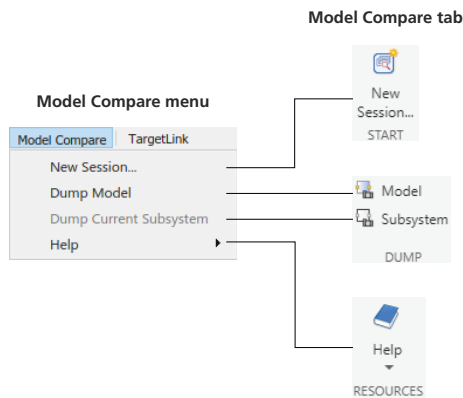 Model Compare tab
New
Session...
START
Model Compare menu
Model Compare TargetLink
New Session...
Dump Model
Dump Current Subsystem
Help
Model
Subsystem
DUMP
Help
RESOURCES